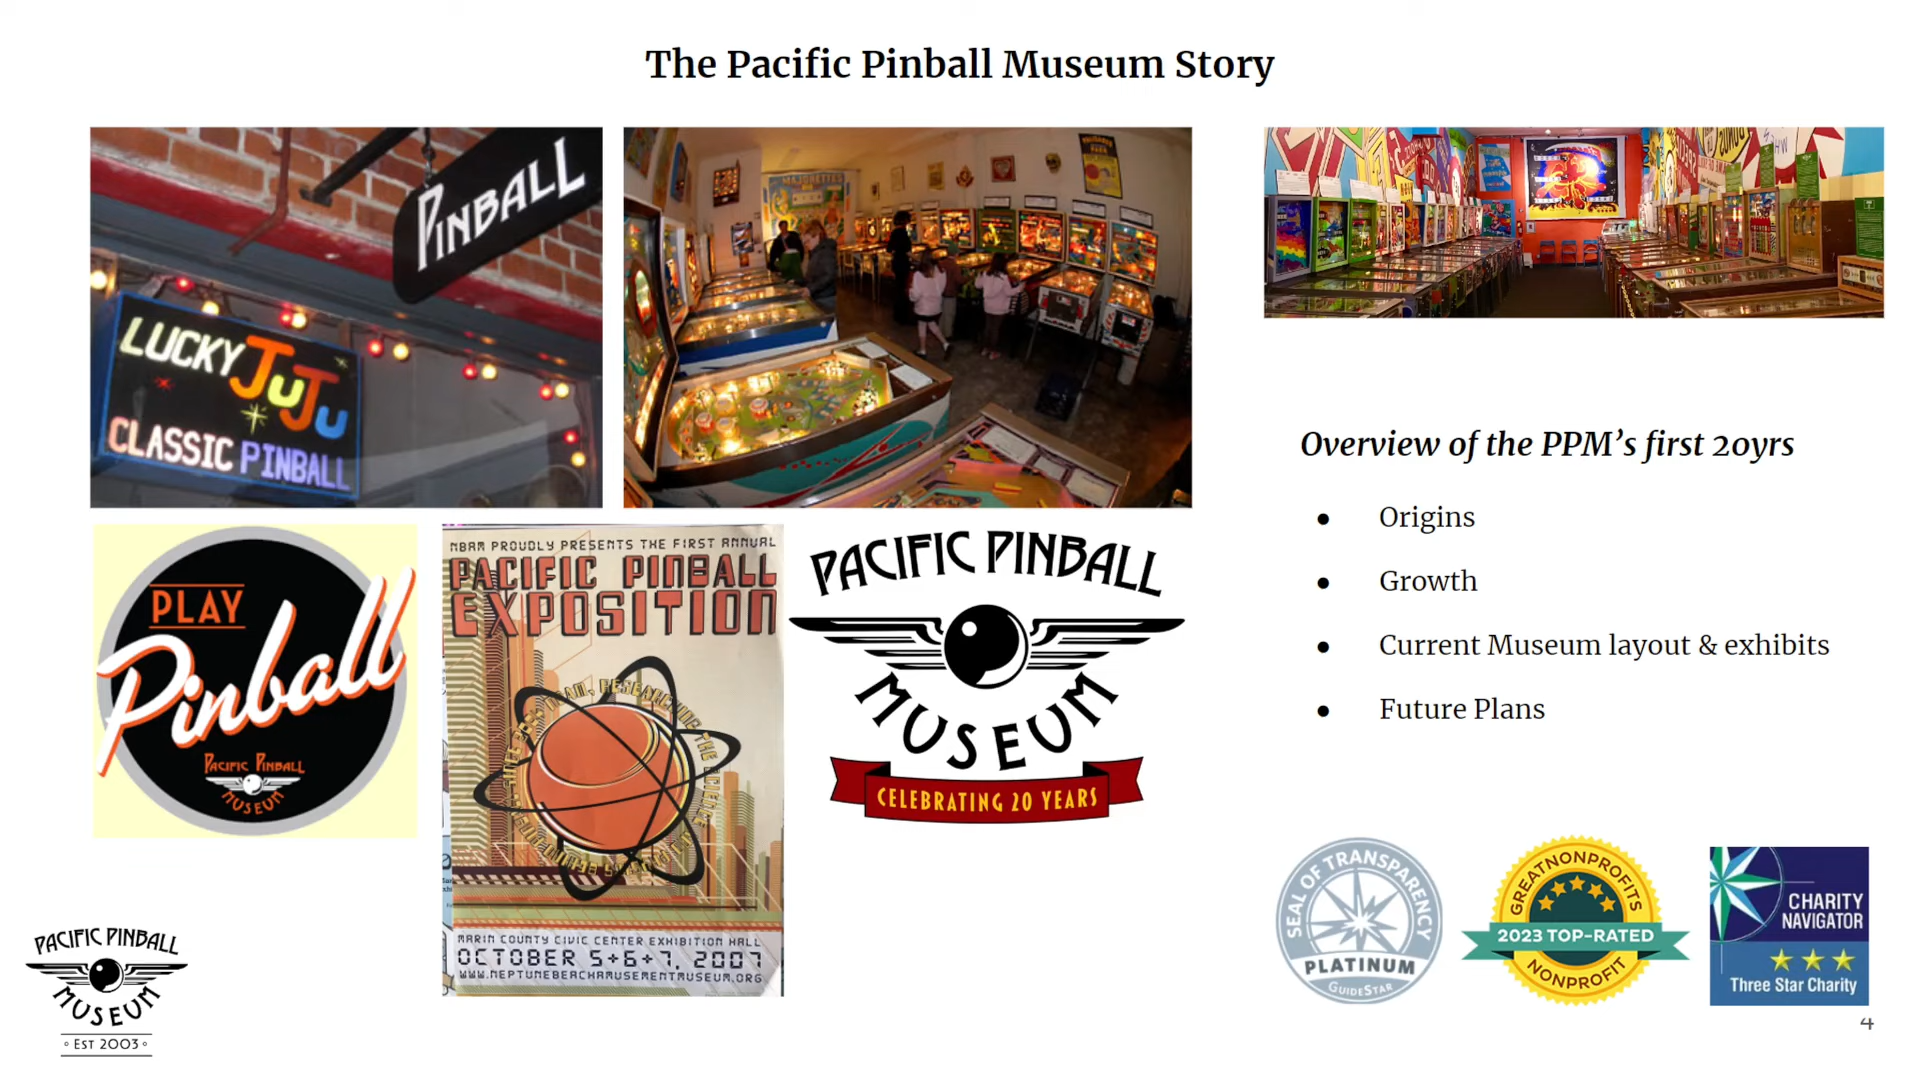 The Pacific Pinball Museum Story
PINBALL
LUCKY JuJu
CLASSIC PINBALL
MAJORETTES
PLAY
Pinball
PACIFIC PINBALL
MUSEUM
NBAM PROUDLY PRESENTS THE FIRST ANNUAL
PACIFIC PINBALL
EXPOSITION
MARIN COUNTY CIVIC CENTER EXHIBITION HALL
OCTOBER 5+6+7, 2007
WWW.NEPTUNEBEACHAMUSEMENTMUSEUM.ORG
PACIFIC PINBALL
MUSEUM
CELEBRATING 20 YEARS
Overview of the PPM’s first 20yrs
● Origins
● Growth
● Current Museum layout & exhibits
● Future Plans
PACIFIC PINBALL
MUSEUM
◦ EST 2003 ◦
SEAL OF TRANSPARENCY
PLATINUM
GUIDESTAR
GREATNONPROFITS
2023 TOP-RATED
NONPROFIT
CHARITY
NAVIGATOR
Three Star Charity
4